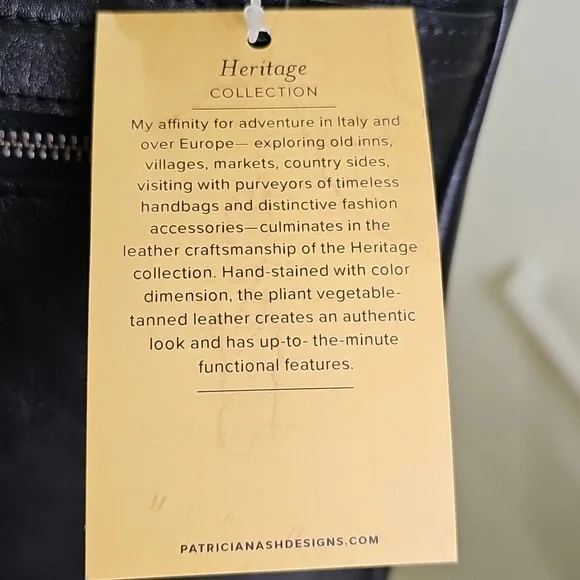 Heritage
COLLECTION
My affinity for adventure in Italy and
over Europe— exploring old inns,
villages, markets, country sides,
visiting with purveyors of timeless
handbags and distinctive fashion
accessories—culminates in the
leather craftsmanship of the Heritage
collection. Hand-stained with color
dimension, the pliant vegetable-
tanned leather creates an authentic
look and has up-to- the-minute
functional features.
PATRICIANASHDESIGNS.COM